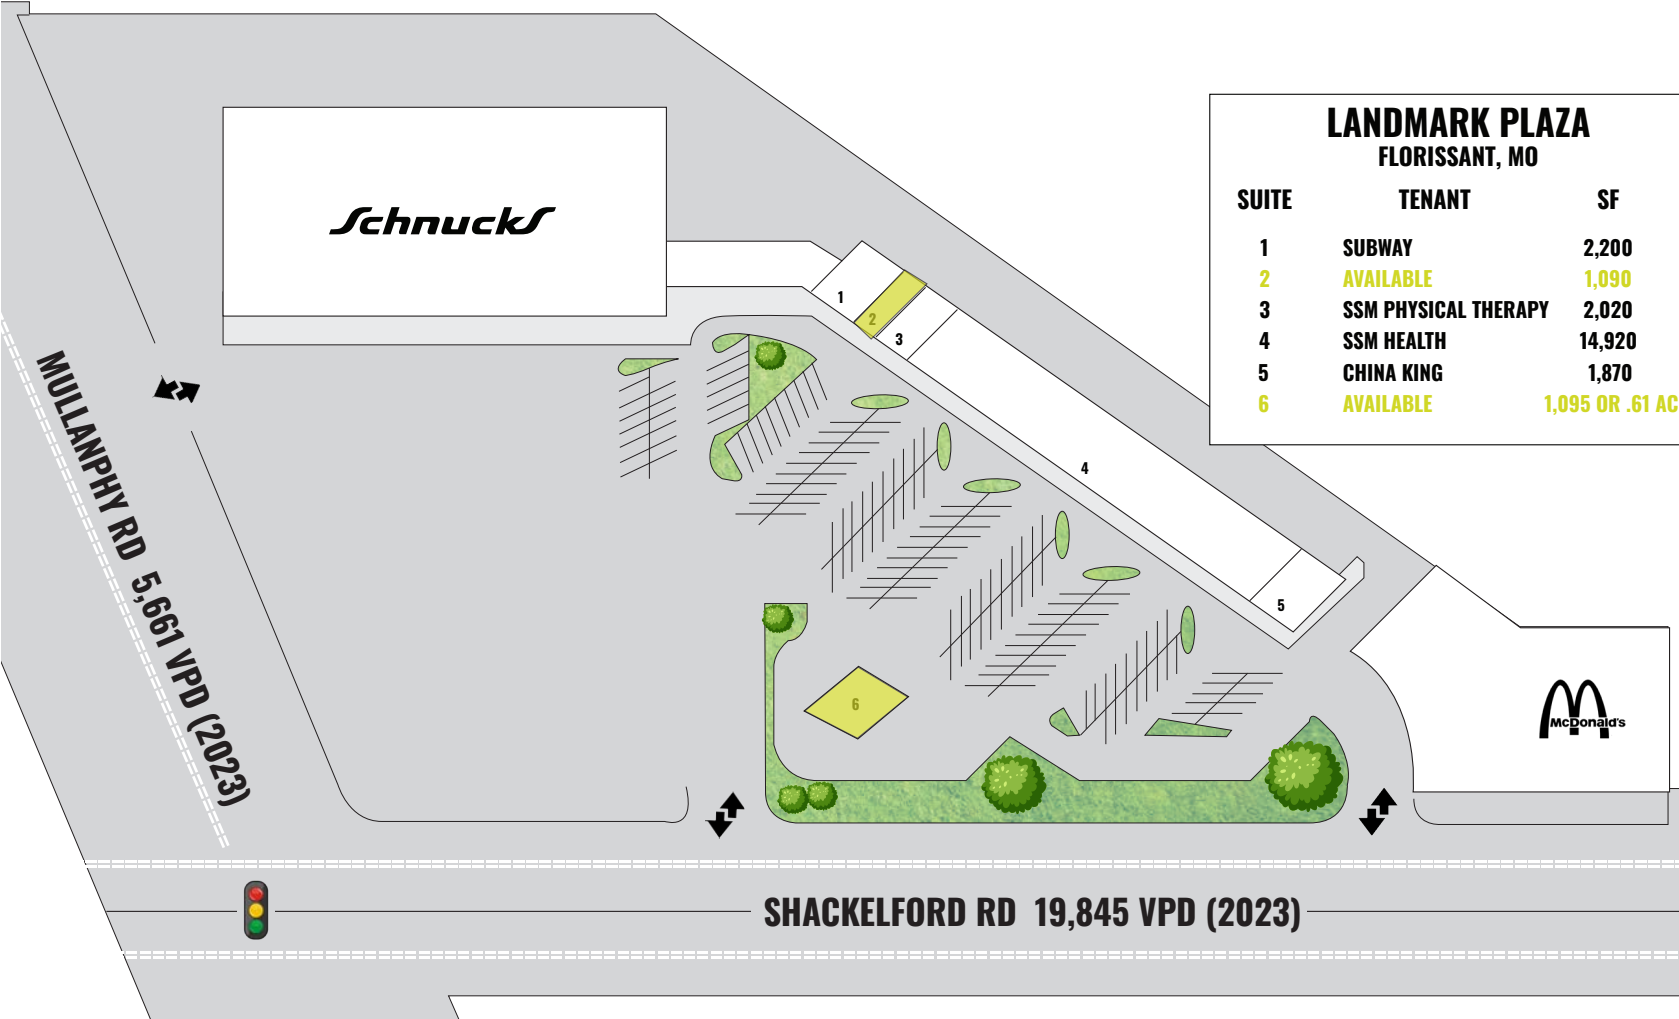 LANDMARK PLAZA
FLORISSANT, MO
SUITE TENANT SF
1 SUBWAY 2,200
2 AVAILABLE 1,090
3 SSM PHYSICAL THERAPY 2,020
4 SSM HEALTH 14,920
5 CHINA KING 1,870
6 AVAILABLE 1,095 OR .61 AC
Schnucks
1
2
3
4
5
6
McDonald's
MULLANPHY RD 5,661 VPD (2023)
SHACKELFORD RD 19,845 VPD (2023)